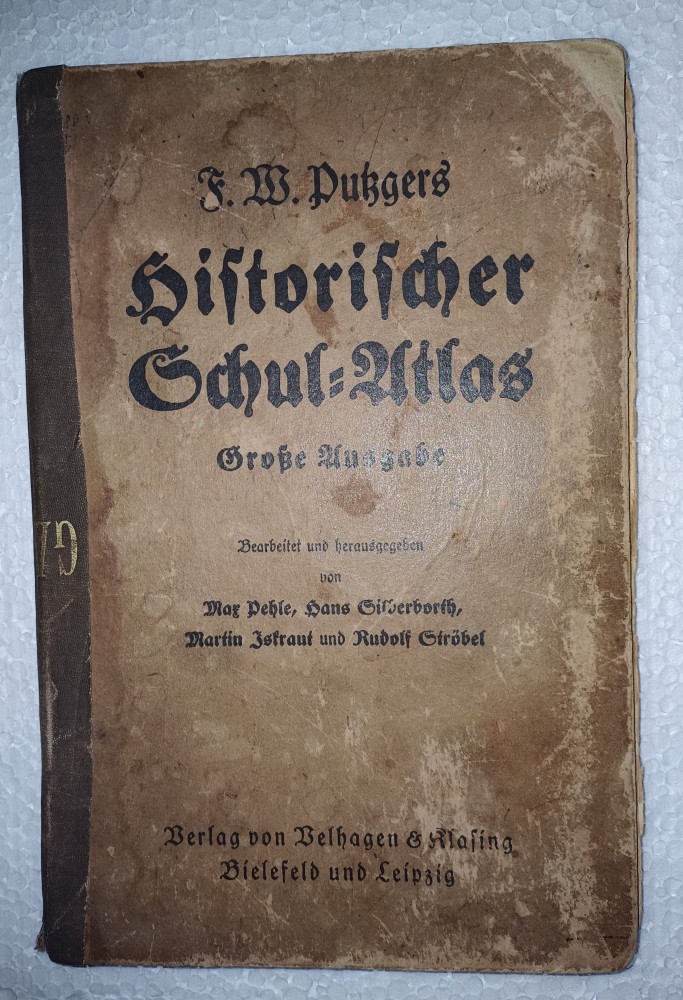 F. W. Putzgers
Hiſtoriſcher
Schul=Atlas
Große Ausgabe
Bearbeitet und herausgegeben
von
Max Pehle, Hans Silberborth,
Martin Iskraut und Rudolf Ströbel
Verlag von Velhagen & Klaſing
Bielefeld und Leipzig